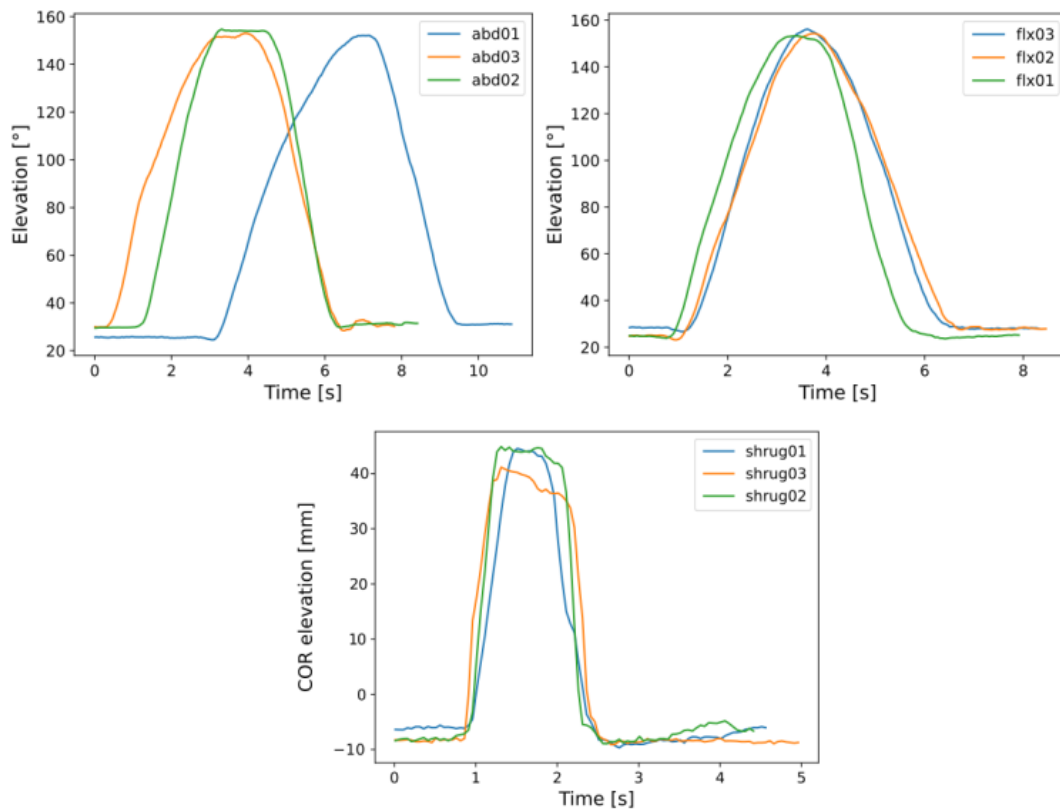 160
140
120
100
80
60
40
20
Elevation [°]
0
2
4
6
8
10
Time [s]
abd01
abd03
abd02
160
140
120
100
80
60
40
20
Elevation [°]
0
2
4
6
8
Time [s]
flx03
flx02
flx01
40
30
20
10
0
−10
COR elevation [mm]
0
1
2
3
4
5
Time [s]
shrug01
shrug03
shrug02